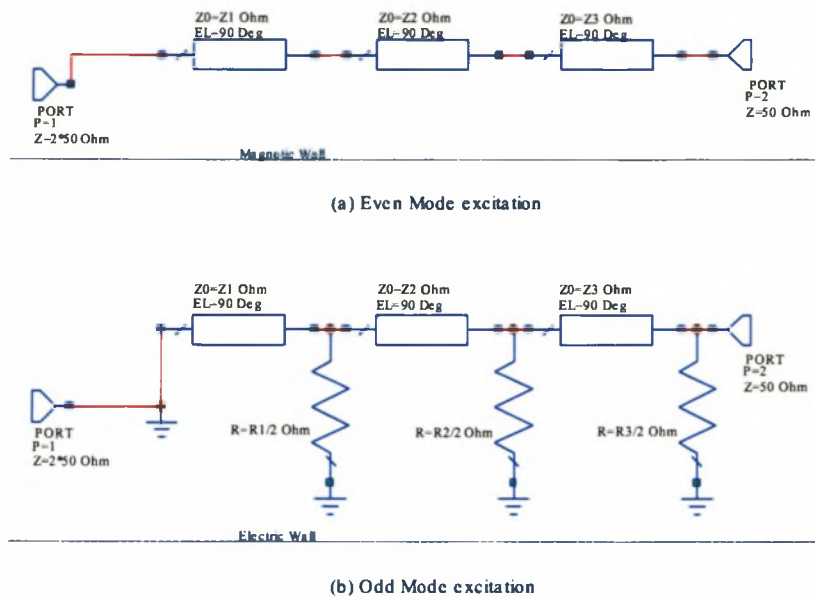 Z0=Z1 Ohm
EL-90 Deg
Z0=Z2 Ohm
EL-90 Deg
Z0=Z3 Ohm
EL-90 Deg
PORT
P=1
Z-2*50 Ohm
PORT
P-2
Z=50 Ohm
Magnetic Wall
(a) Even Mode excitation
Z0=Z1 Ohm
EL-90 Deg
Z0-Z2 Ohm
EL=90 Deg
Z0=Z3 Ohm
EL-90 Deg
PORT
P=1
Z=2*50 Ohm
R=R1/2 Ohm
R=R2/2 Ohm
R=R3/2 Ohm
PORT
P=2
Z=50 Ohm
Electric Wall
(b) Odd Mode excitation